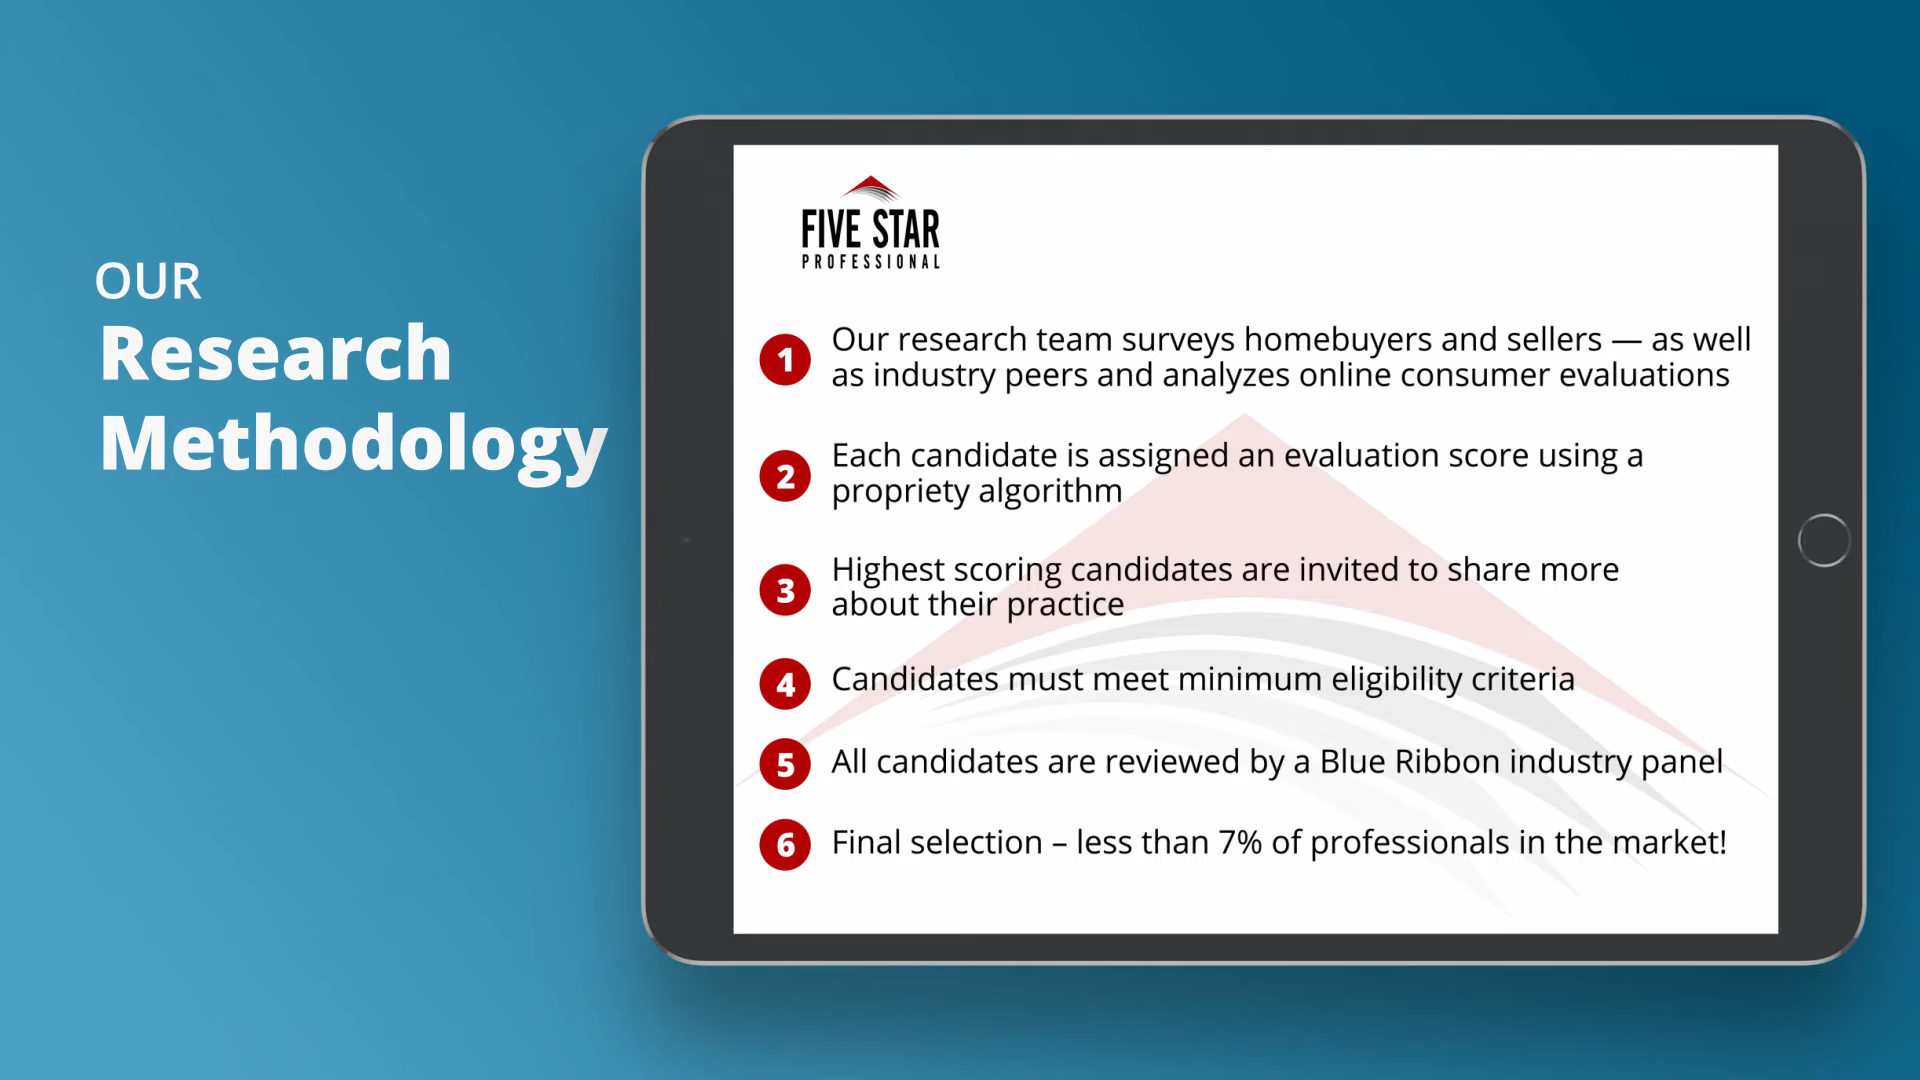 OUR
Research
Methodology
FIVE STAR
PROFESSIONAL
1 Our research team surveys homebuyers and sellers — as well
as industry peers and analyzes online consumer evaluations
2 Each candidate is assigned an evaluation score using a
propriety algorithm
3 Highest scoring candidates are invited to share more
about their practice
4 Candidates must meet minimum eligibility criteria
5 All candidates are reviewed by a Blue Ribbon industry panel
6 Final selection – less than 7% of professionals in the market!